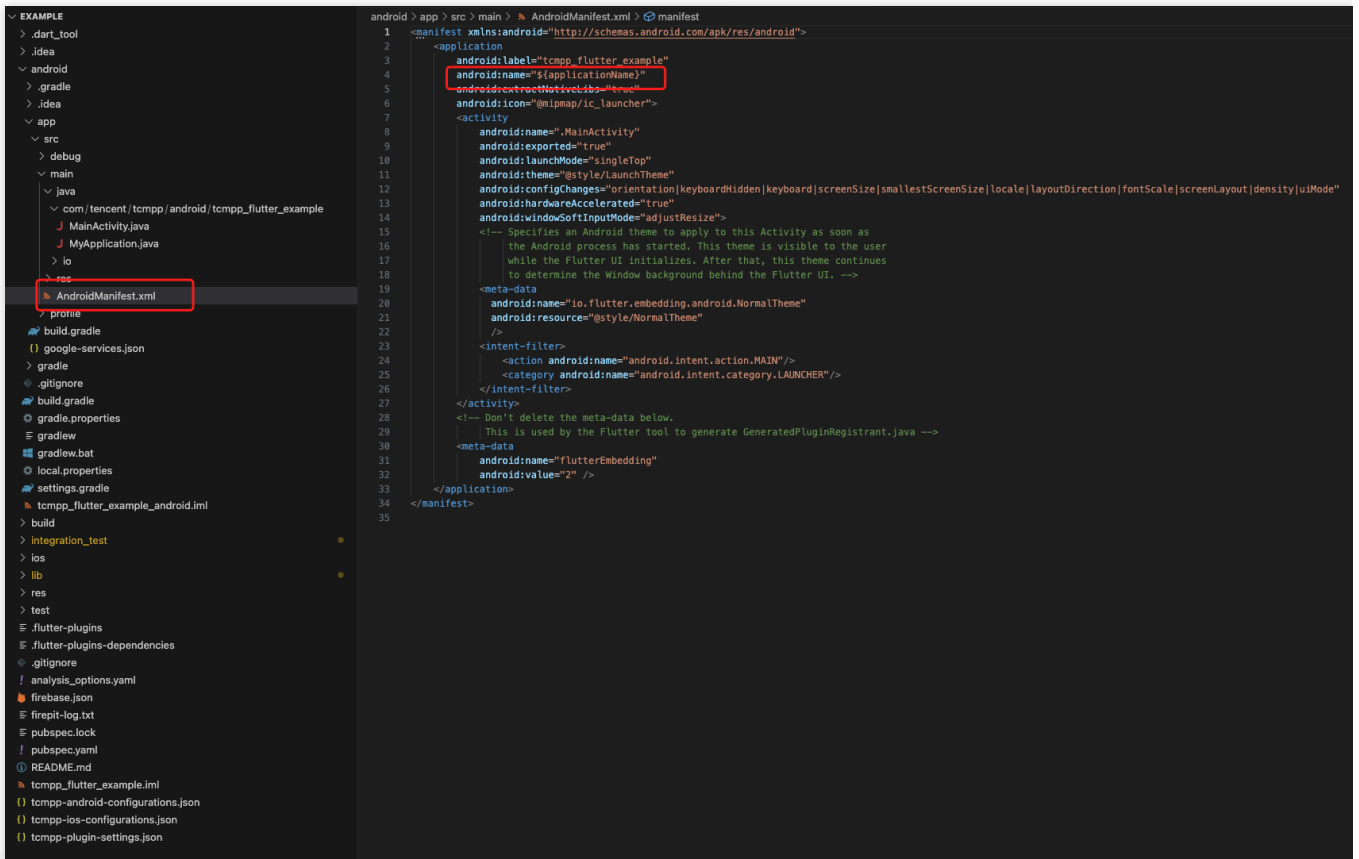 EXAMPLE
.dart_tool
.idea
android
.gradle
.idea
app
src
debug
main
java
com/tencent/tcmpp/android/tcmpp_flutter_example
J MainActivity.java
J MyApplication.java
io
res
AndroidManifest.xml
profile
build.gradle
{} google-services.json
gradle
.gitignore
build.gradle
gradle.properties
gradlew
gradlew.bat
local.properties
settings.gradle
tcmpp_flutter_example_android.iml
build
integration_test
ios
lib
res
test
.flutter-plugins
.flutter-plugins-dependencies
.gitignore
! analysis_options.yaml
firebase.json
firepit-log.txt
pubspec.lock
! pubspec.yaml
README.md
tcmpp_flutter_example.iml
{} tcmpp-android-configurations.json
{} tcmpp-ios-configurations.json
{} tcmpp-plugin-settings.json
android > app > src > main > AndroidManifest.xml > manifest
1 <manifest xmlns:android="http://schemas.android.com/apk/res/android">
2 <application
3 android:label="tcmpp_flutter_example"
4 android:name="${applicationName}"
5 android:extractNativeLibs="true"
6 android:icon="@mipmap/ic_launcher">
7 <activity
8 android:name=".MainActivity"
9 android:exported="true"
10 android:launchMode="singleTop"
11 android:theme="@style/LaunchTheme"
12 android:configChanges="orientation|keyboardHidden|keyboard|screenSize|smallestScreenSize|locale|layoutDirection|fontScale|screenLayout|density|uiMode"
13 android:hardwareAccelerated="true"
14 android:windowSoftInputMode="adjustResize">
15 <!-- Specifies an Android theme to apply to this Activity as soon as
16 the Android process has started. This theme is visible to the user
17 while the Flutter UI initializes. After that, this theme continues
18 to determine the Window background behind the Flutter UI. -->
19 <meta-data
20 android:name="io.flutter.embedding.android.NormalTheme"
21 android:resource="@style/NormalTheme"
22 />
23 <intent-filter>
24 <action android:name="android.intent.action.MAIN"/>
25 <category android:name="android.intent.category.LAUNCHER"/>
26 </intent-filter>
27 </activity>
28 <!-- Don't delete the meta-data below.
29 This is used by the Flutter tool to generate GeneratedPluginRegistrant.java -->
30 <meta-data
31 android:name="flutterEmbedding"
32 android:value="2" />
33 </application>
34 </manifest>
35